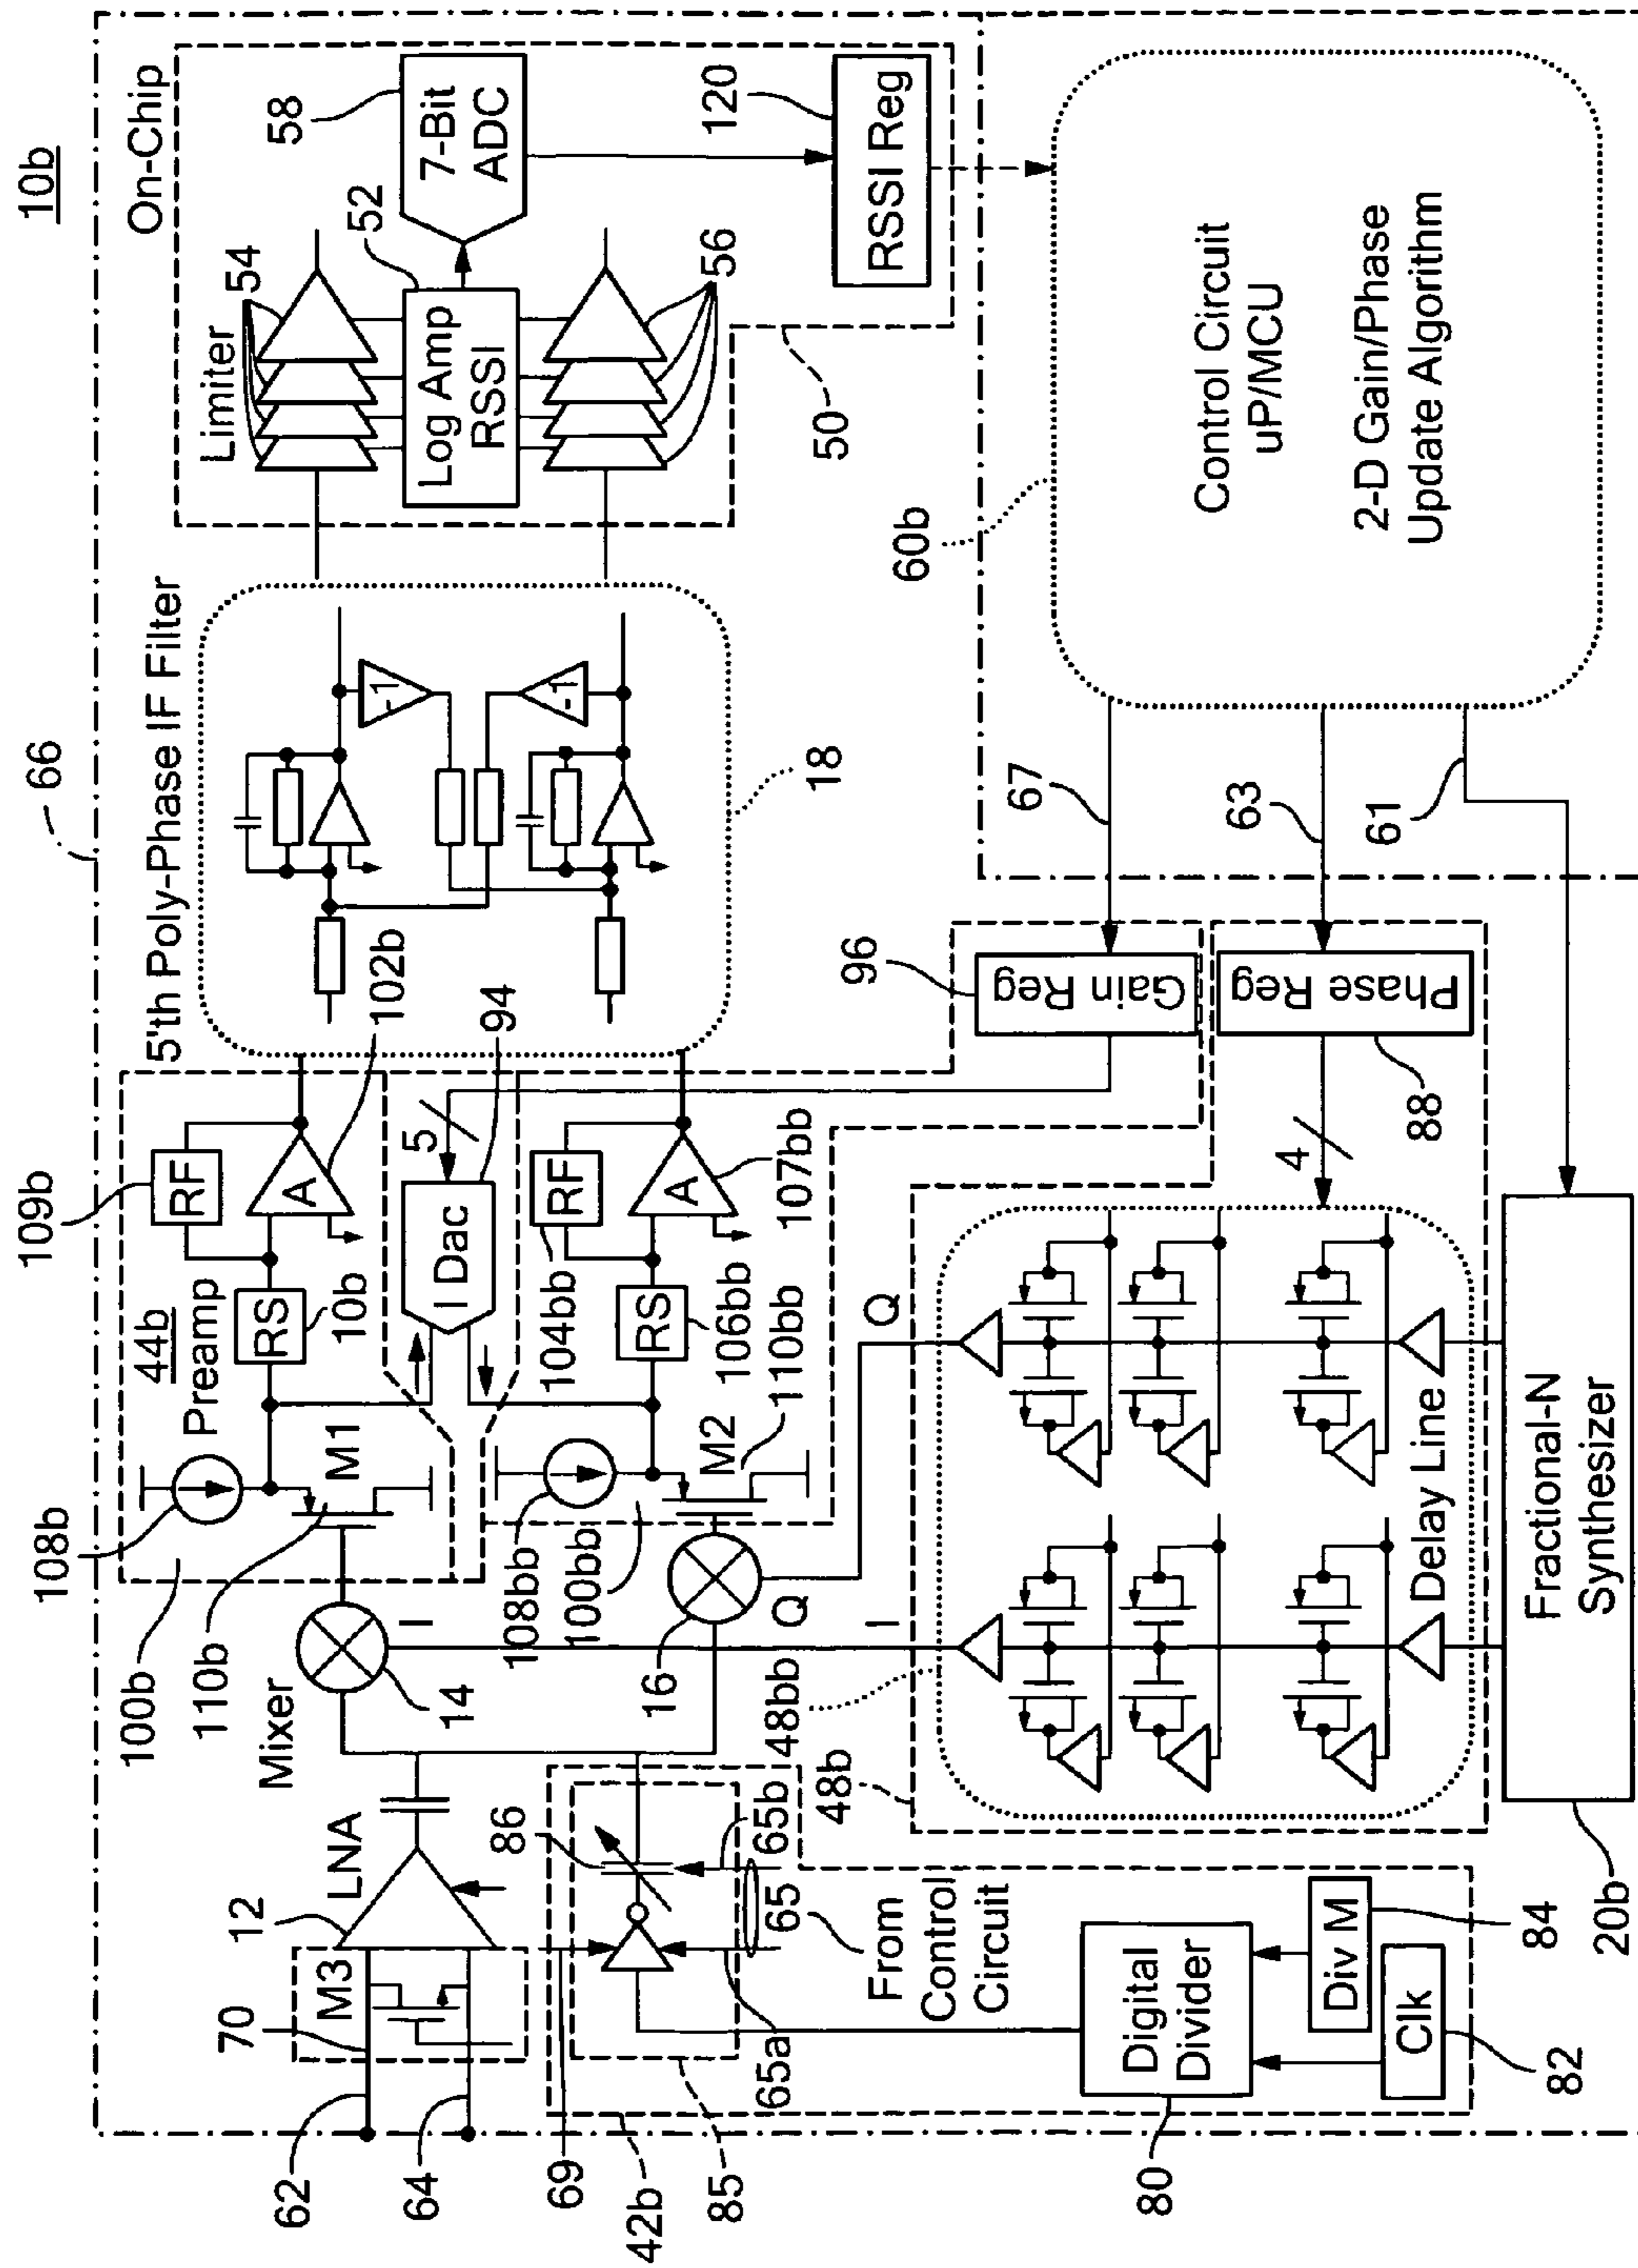 10b
66
On-Chip
Limiter
54
52
58
7-Bit
ADC
Log Amp
RSSI
56
120
RSSI Reg
50
5'th Poly-Phase IF Filter
-1
-1
18
109b
RF
102b
A
44b
Preamp
RS
10b
94
5
I Dac
RF
104bb
A
107bb
RS
106bb
108b
M1
100b
110b
108bb
100bb
M2
110bb
Mixer
14
I
16
Q
LNA
12
M3
70
62
64
86
69
65b
65
65a
From
Control
Circuit
42b
85
Digital
Divider
80
Div M
84
Clk
82
48bb
48b
I
Q
Delay Line
4
Fractional-N
Synthesizer
20b
96
Gain Reg
Phase Reg
88
67
63
61
60b
Control Circuit
uP/MCU
2-D Gain/Phase
Update Algorithm